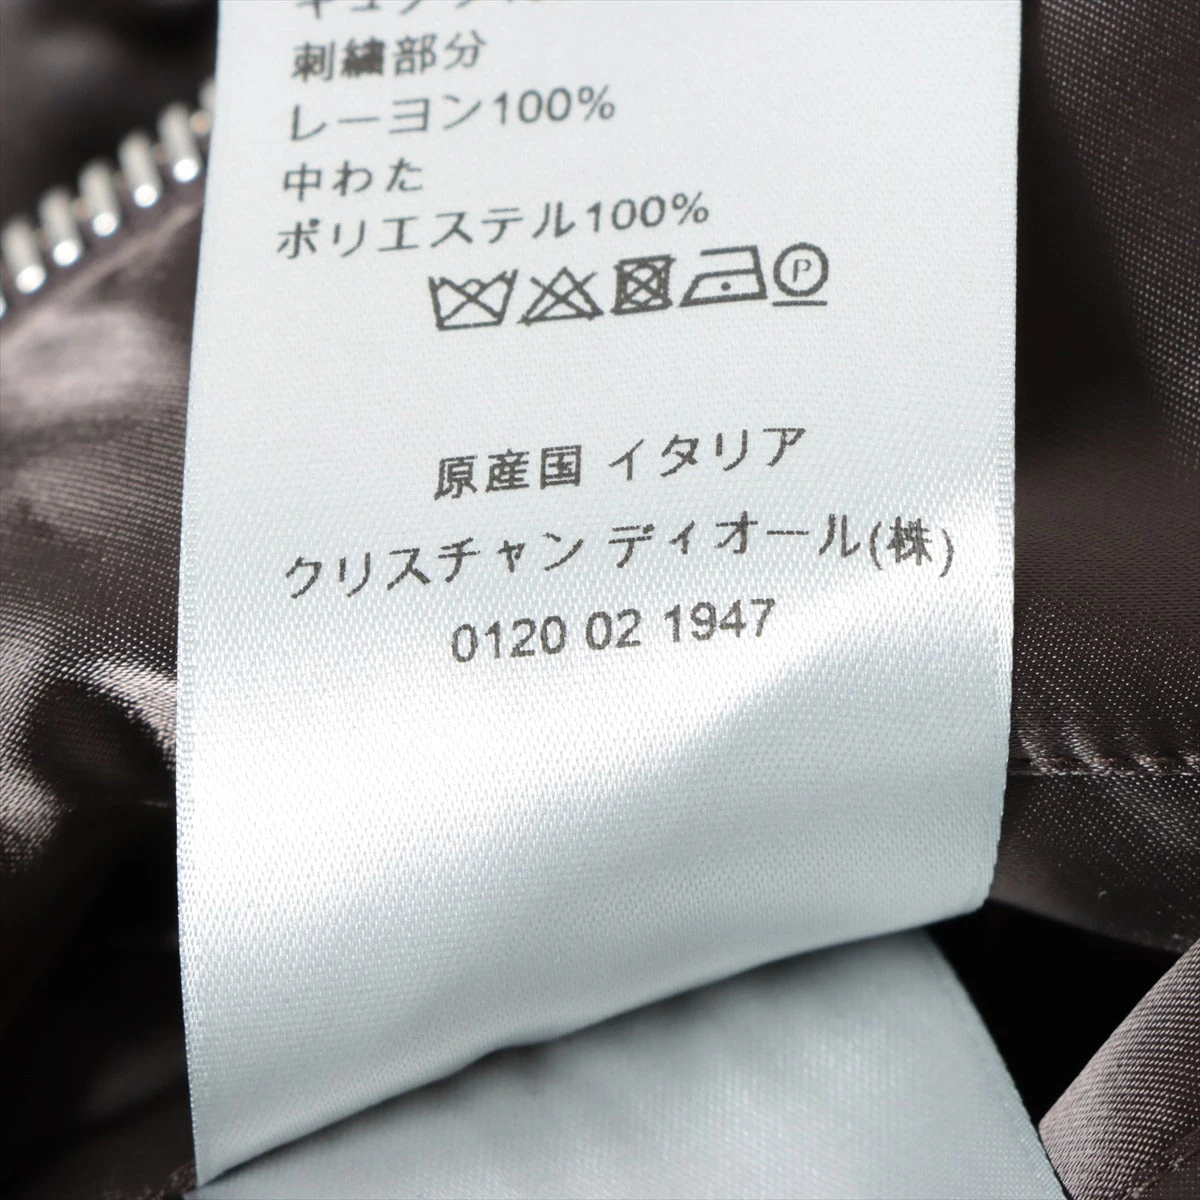 刺繍部分
レーヨン100%
中わた
ポリエステル100%
P
原産国 イタリア
クリスチャン ディオール(株)
0120 02 1947